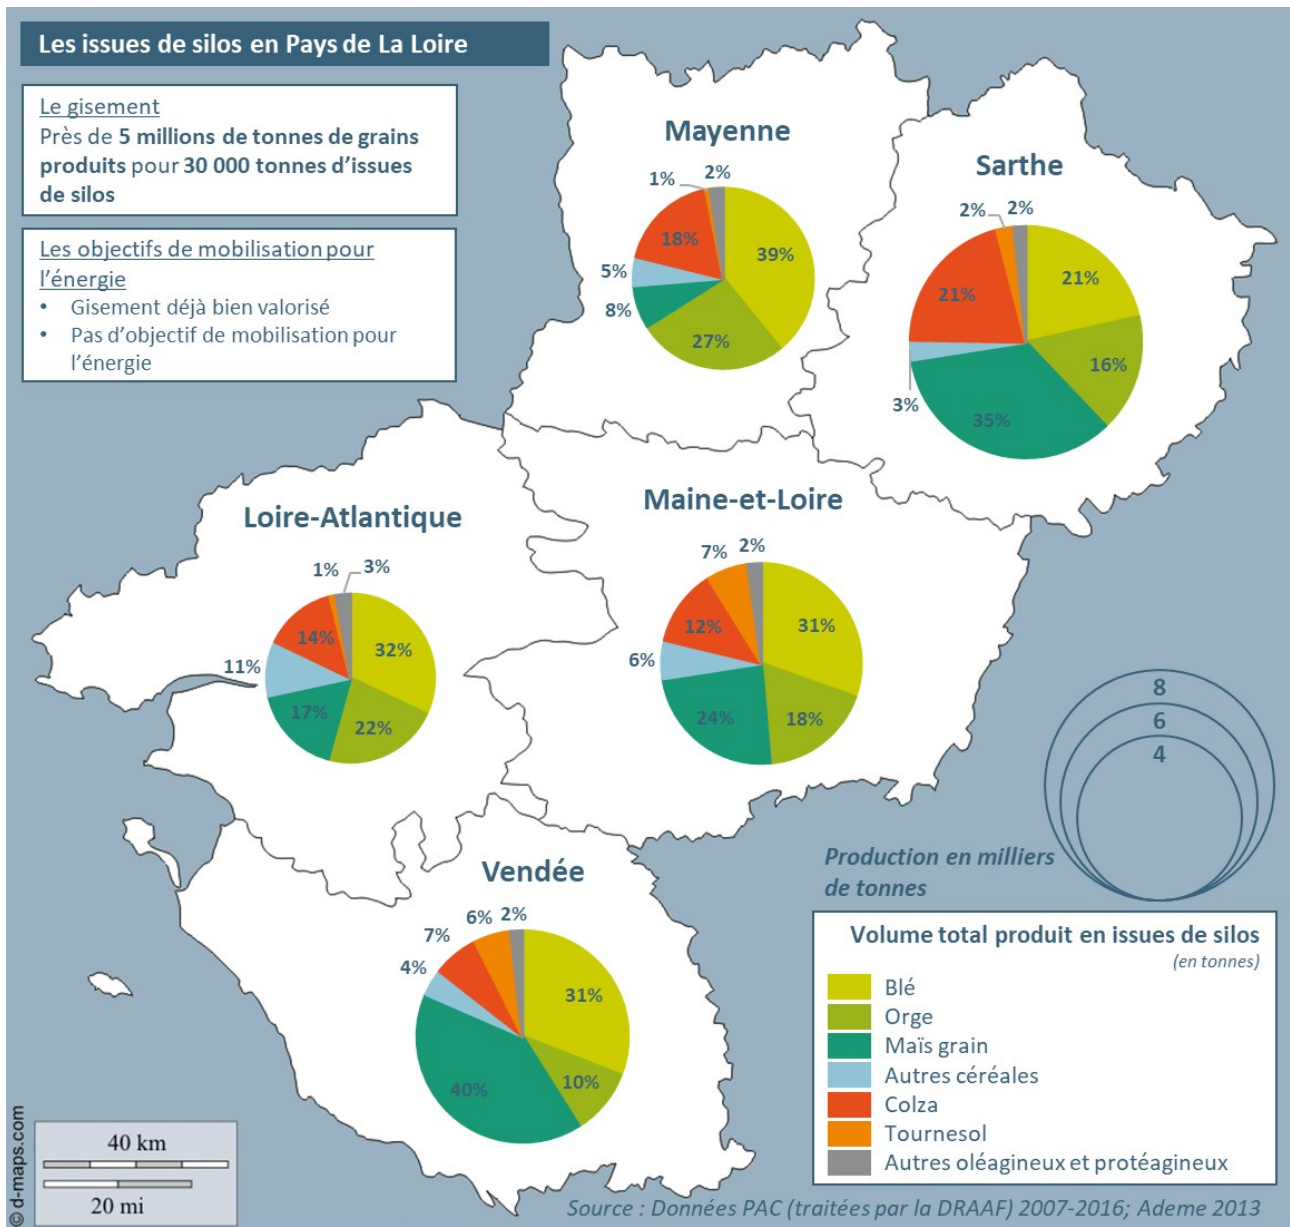 Les issues de silos en Pays de La Loire
Le gisement
Près de 5 millions de tonnes de grains
produits pour 30 000 tonnes d'issues
de silos
Les objectifs de mobilisation pour
l'énergie
• Gisement déjà bien valorisé
• Pas d'objectif de mobilisation pour
l'énergie
Mayenne
1%
2%
18%
39%
5%
8%
27%
Sarthe
2%
2%
21%
21%
16%
3%
35%
Loire-Atlantique
1%
3%
14%
32%
11%
17%
22%
Maine-et-Loire
7%
2%
12%
31%
6%
24%
18%
Vendée
6%
2%
7%
4%
31%
10%
40%
8
6
4
Production en milliers
de tonnes
Volume total produit en issues de silos
(en tonnes)
Blé
Orge
Maïs grain
Autres céréales
Colza
Tournesol
Autres oléagineux et protéagineux
40 km
20 mi
© d-maps.com
Source : Données PAC (traitées par la DRAAF) 2007-2016; Ademe 2013